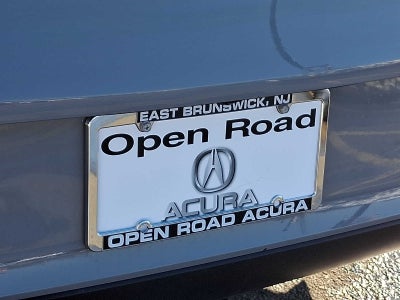 EAST BRUNSWICK, NJ
Open Road
ACURA
OPEN ROAD ACURA